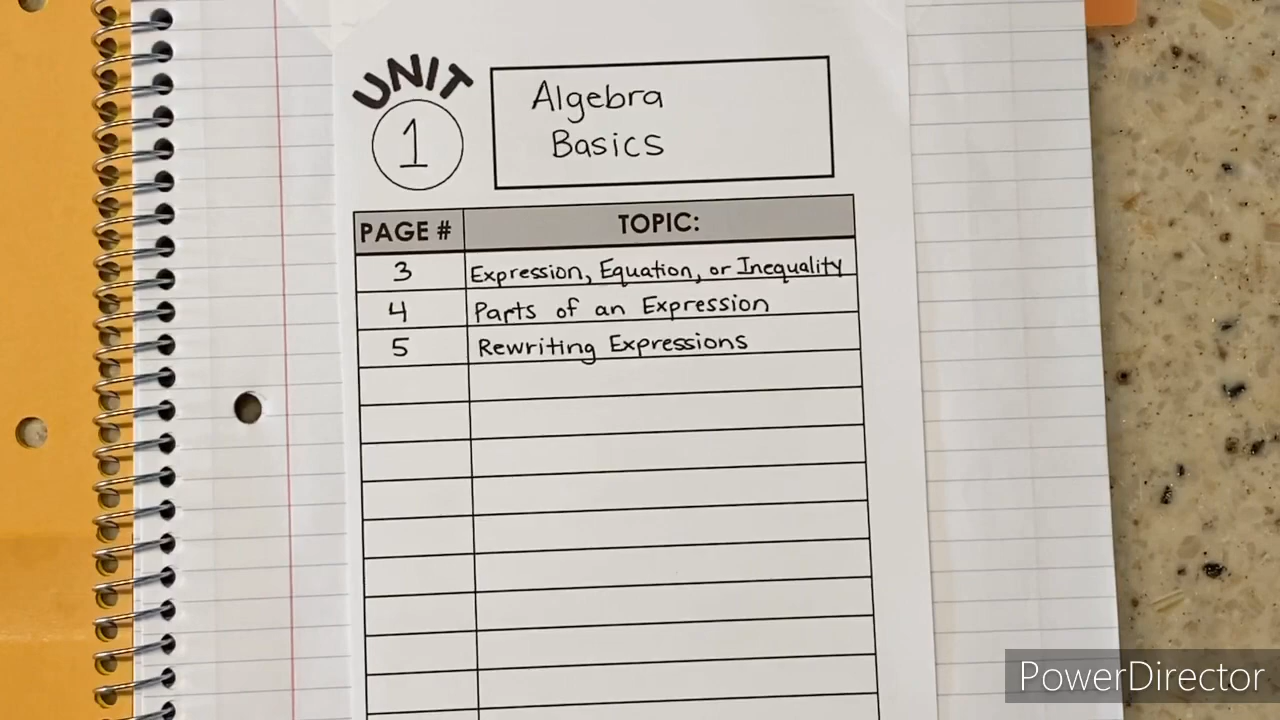 UNIT
1
Algebra
Basics
PAGE # TOPIC:
3 Expression, Equation, or Inequality
4 Parts of an Expression
5 Rewriting Expressions
PowerDirector